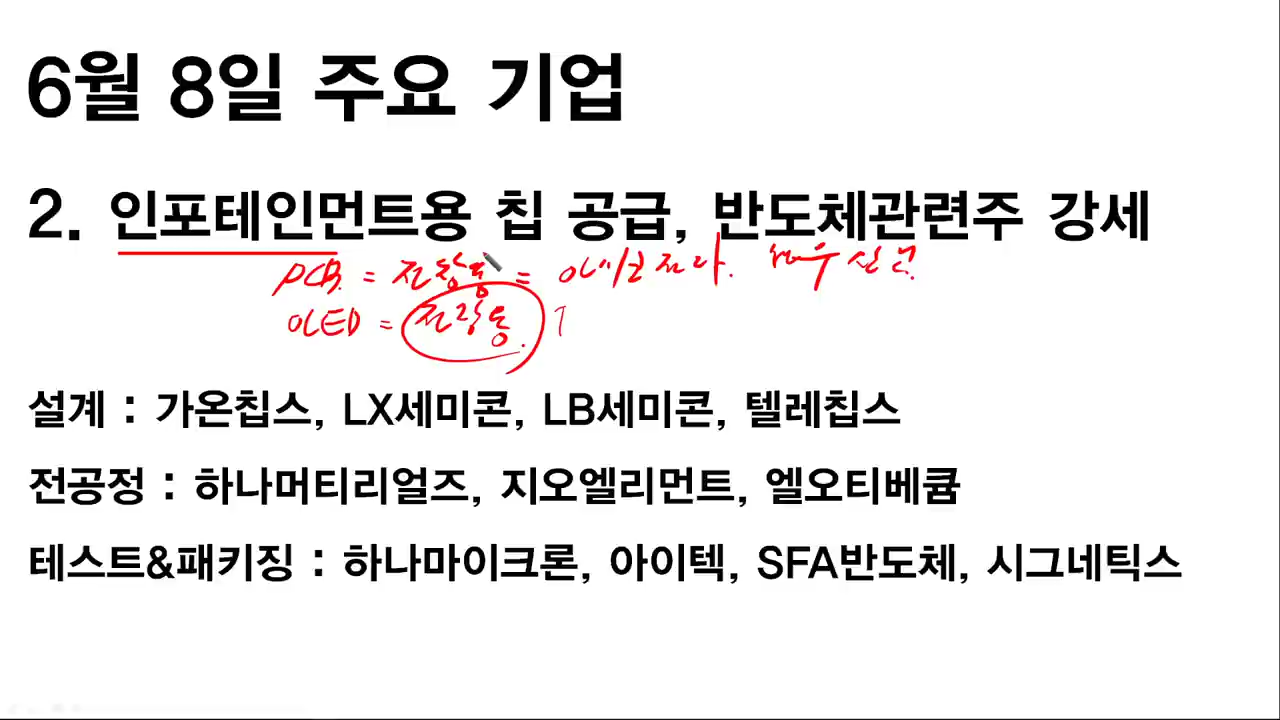 6월 8일 주요 기업
2. 인포테인먼트용 칩 공급, 반도체관련주 강세
PCB = 전장용 =
OLED = 전장용 ↑
설계 : 가온칩스, LX세미콘, LB세미콘, 텔레칩스
전공정 : 하나머티리얼즈, 지오엘리먼트, 엘오티베큠
테스트&패키징 : 하나마이크론, 아이텍, SFA반도체, 시그네틱스